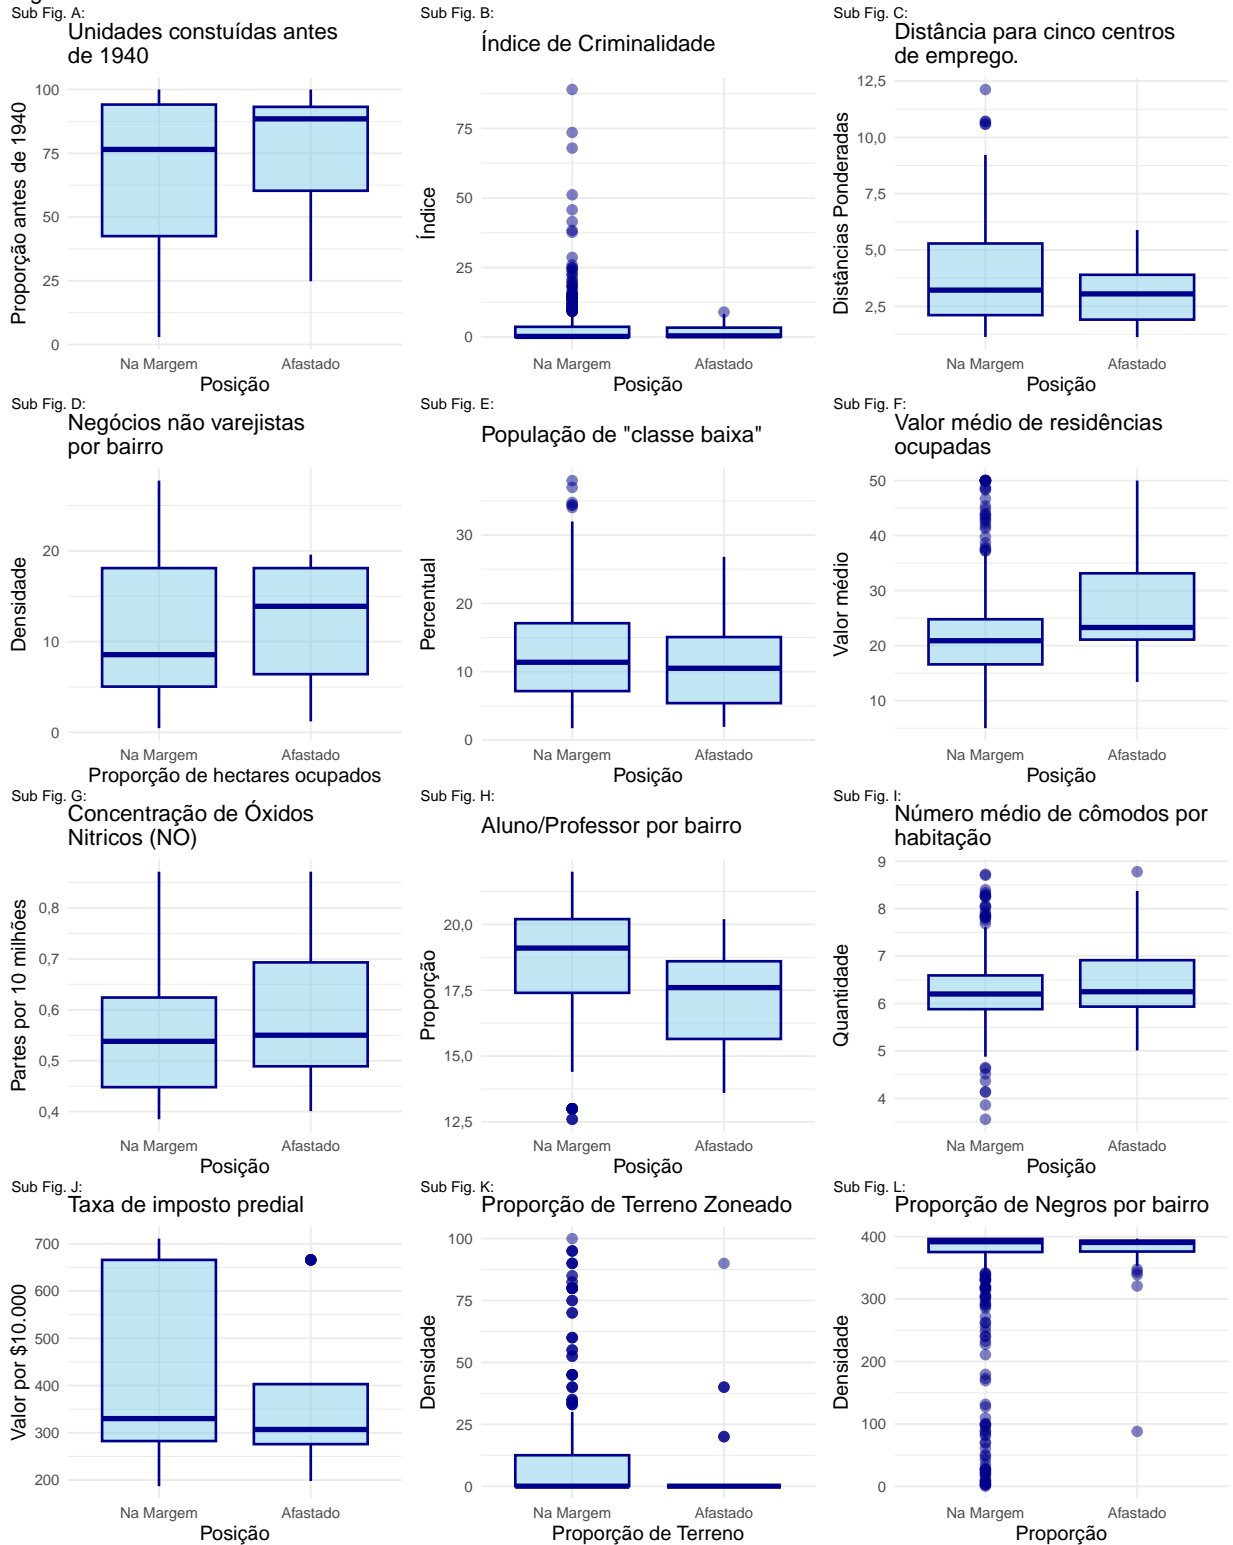 Sub Fig. A:
Unidades constuídas antes
de 1940
Proporção antes de 1940
100
75
50
25
0
Na Margem
Afastado
Posição
Sub Fig. B:
Índice de Criminalidade
Índice
75
50
25
0
Na Margem
Afastado
Posição
Sub Fig. C:
Distância para cinco centros
de emprego.
Distâncias Ponderadas
12,5
10,0
7,5
5,0
2,5
Na Margem
Afastado
Posição
Sub Fig. D:
Negócios não varejistas
por bairro
Densidade
20
10
0
Na Margem
Afastado
Proporção de hectares ocupados
Sub Fig. E:
População de "classe baixa"
Percentual
30
20
10
0
Na Margem
Afastado
Posição
Sub Fig. F:
Valor médio de residências
ocupadas
Valor médio
50
40
30
20
10
Na Margem
Afastado
Posição
Sub Fig. G:
Concentração de Óxidos
Nitricos (NO)
Partes por 10 milhões
0,8
0,7
0,6
0,5
0,4
Na Margem
Afastado
Posição
Sub Fig. H:
Aluno/Professor por bairro
Proporção
20,0
17,5
15,0
12,5
Na Margem
Afastado
Posição
Sub Fig. I:
Número médio de cômodos por
habitação
Quantidade
9
8
7
6
5
4
Na Margem
Afastado
Posição
Sub Fig. J:
Taxa de imposto predial
Valor por $10.000
700
600
500
400
300
200
Na Margem
Afastado
Posição
Sub Fig. K:
Proporção de Terreno Zoneado
Densidade
100
75
50
25
0
Na Margem
Afastado
Proporção de Terreno
Sub Fig. L:
Proporção de Negros por bairro
Densidade
400
300
200
100
0
Na Margem
Afastado
Proporção